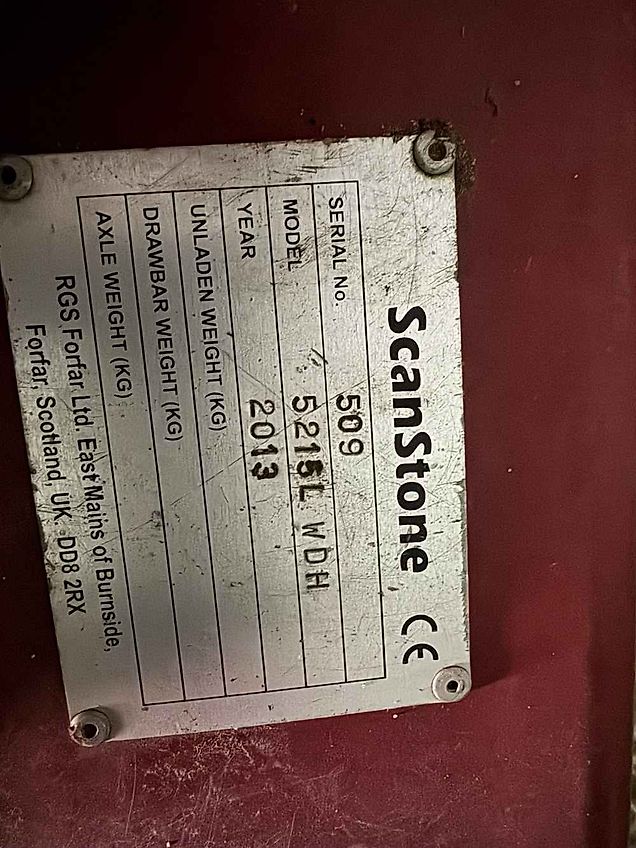 ScanStone CE
SERIAL No. 509
MODEL 5215L WDH
YEAR 2013
UNLADEN WEIGHT (KG)
DRAWBAR WEIGHT (KG)
AXLE WEIGHT (KG)
RGS Forfar Ltd. East Mains of Burnside,
Forfar, Scotland, UK. DD8 2RX